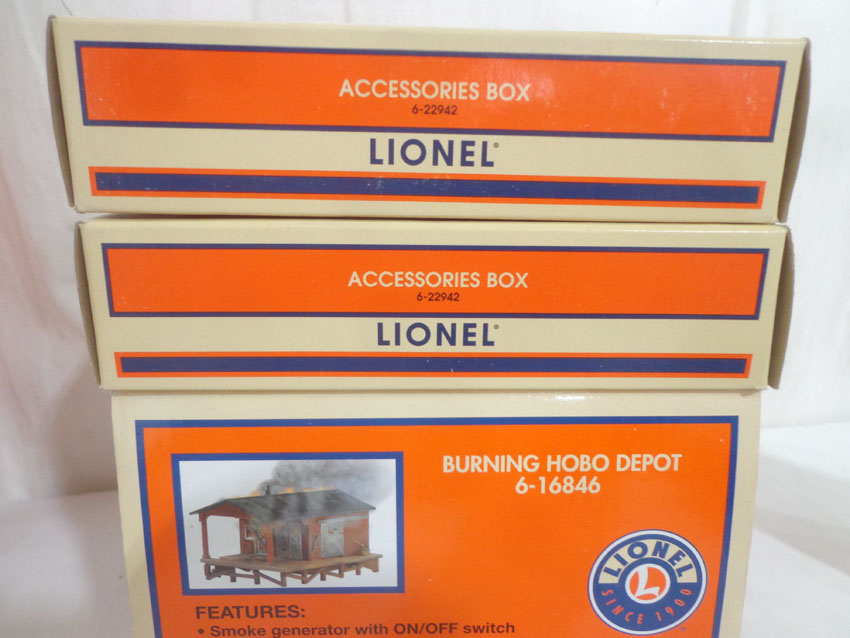 ACCESSORIES BOX
6-22942
LIONEL®
ACCESSORIES BOX
6-22942
LIONEL®
BURNING HOBO DEPOT
6-16846
LIONEL
L
SINCE 1900
FEATURES:
• Smoke generator with ON/OFF switch